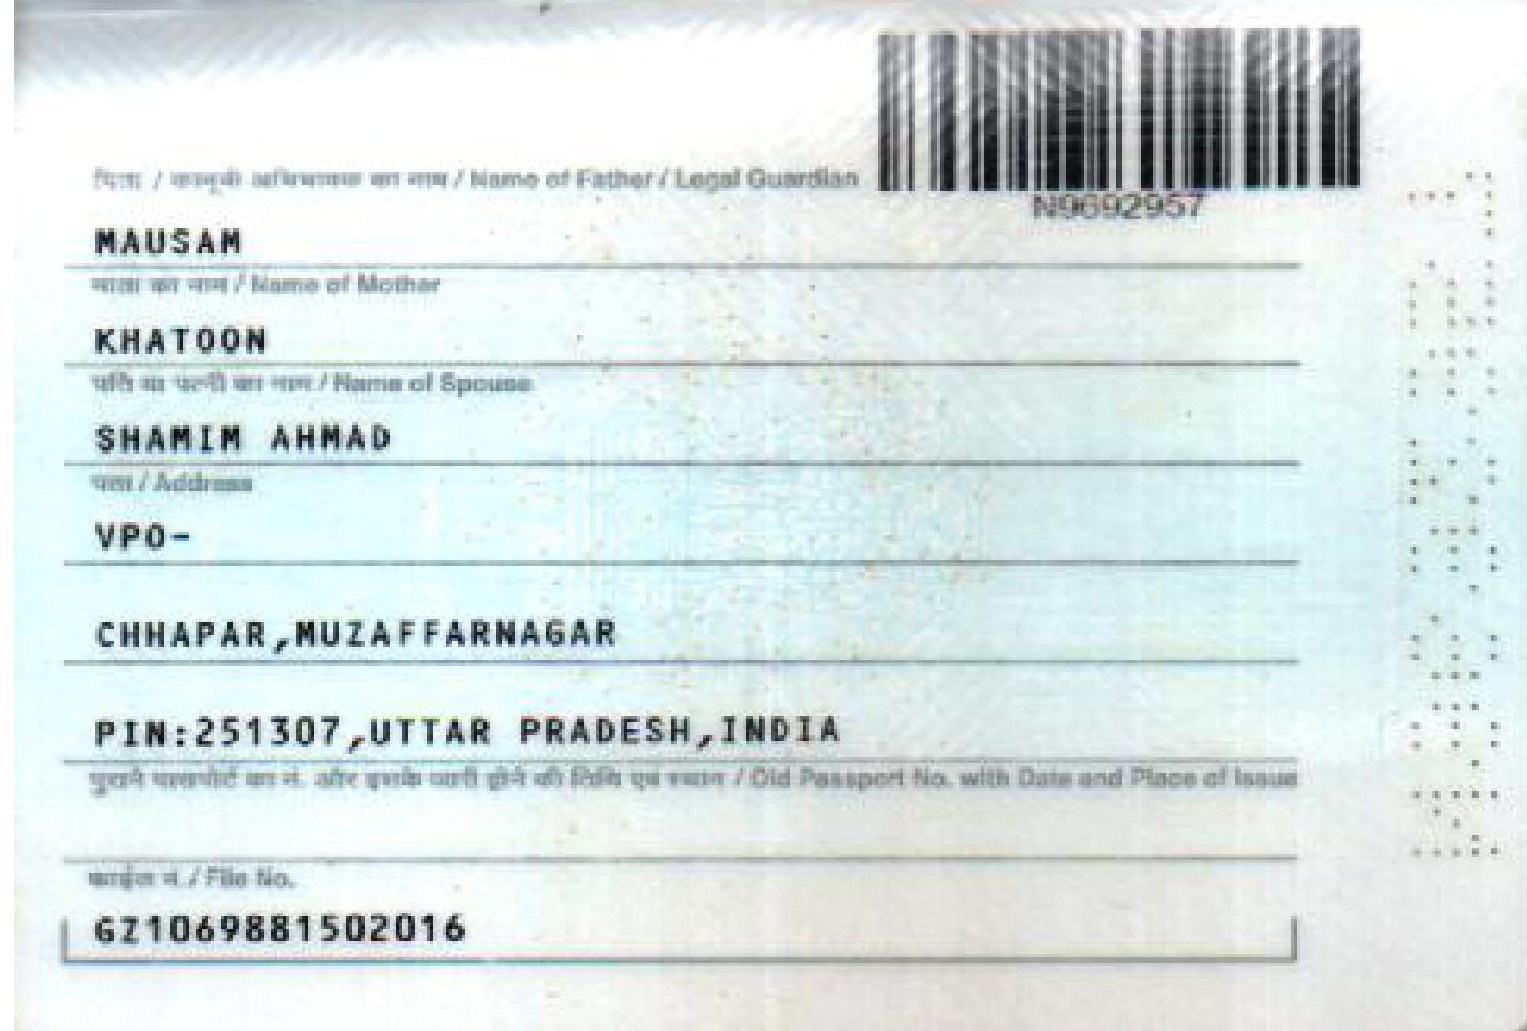 पिता / कानूनी अभिभावक का नाम / Name of Father / Legal Guardian
N9692957
MAUSAM
माता का नाम / Name of Mother
KHATOON
पति या पत्नी का नाम / Name of Spouse
SHAMIM AHMAD
पता / Address
VPO-
CHHAPAR,MUZAFFARNAGAR
PIN:251307,UTTAR PRADESH,INDIA
पुराने पासपोर्ट का नं. और इसके जारी होने की तिथि एवं स्थान / Old Passport No. with Date and Place of Issue
फाईल नं. / File No.
GZ1069881502016